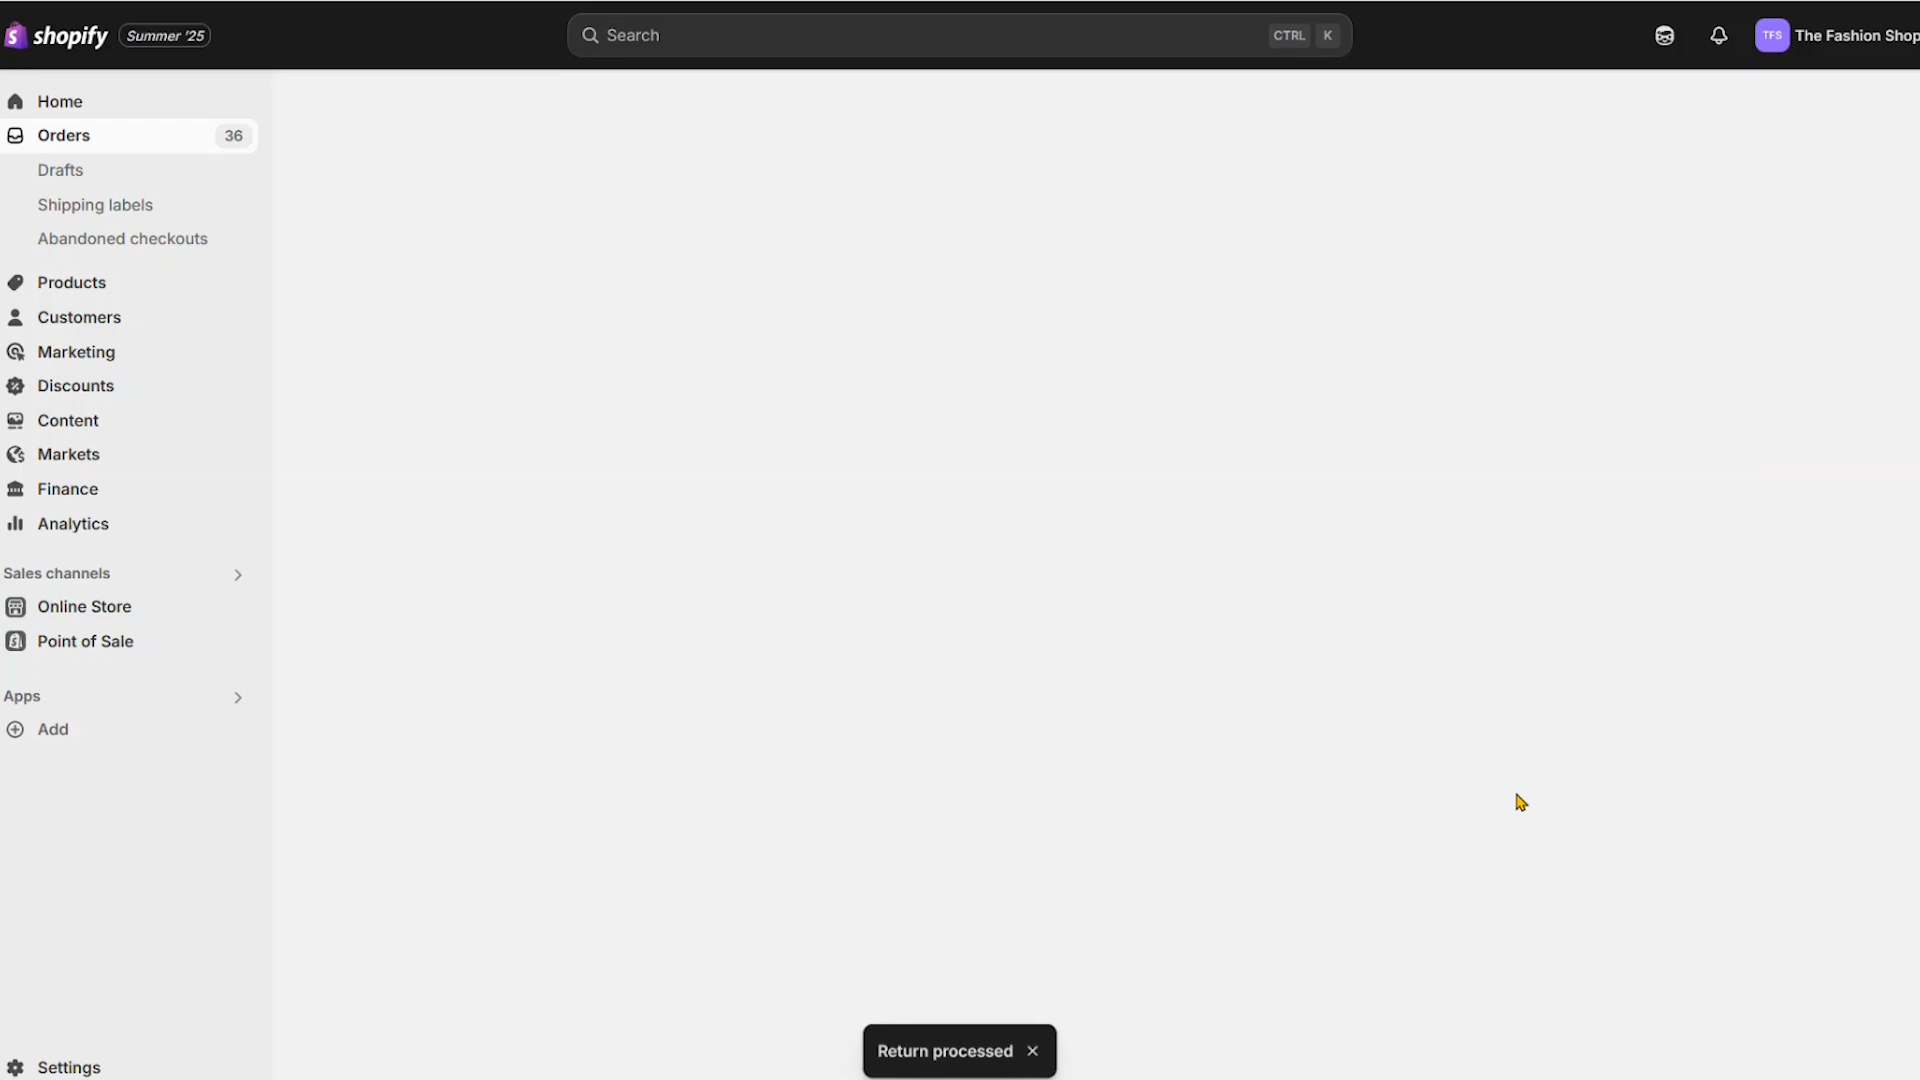 shopify Summer '25
Search CTRL K
TFS The Fashion Shop
Home
Orders 36
Drafts
Shipping labels
Abandoned checkouts
Products
Customers
Marketing
Discounts
Content
Markets
Finance
Analytics
Sales channels
Online Store
Point of Sale
Apps
Add
Settings
Return processed